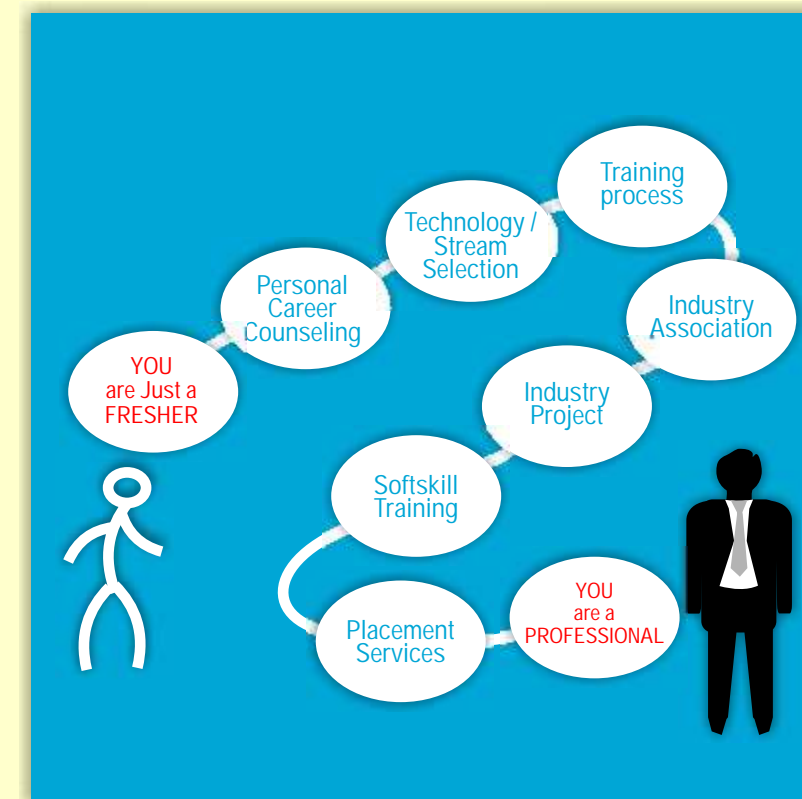 YOU
are Just a
FRESHER
Personal
Career
Counseling
Technology /
Stream
Selection
Training
process
Industry
Association
Industry
Project
Softskill
Training
Placement
Services
YOU
are a
PROFESSIONAL